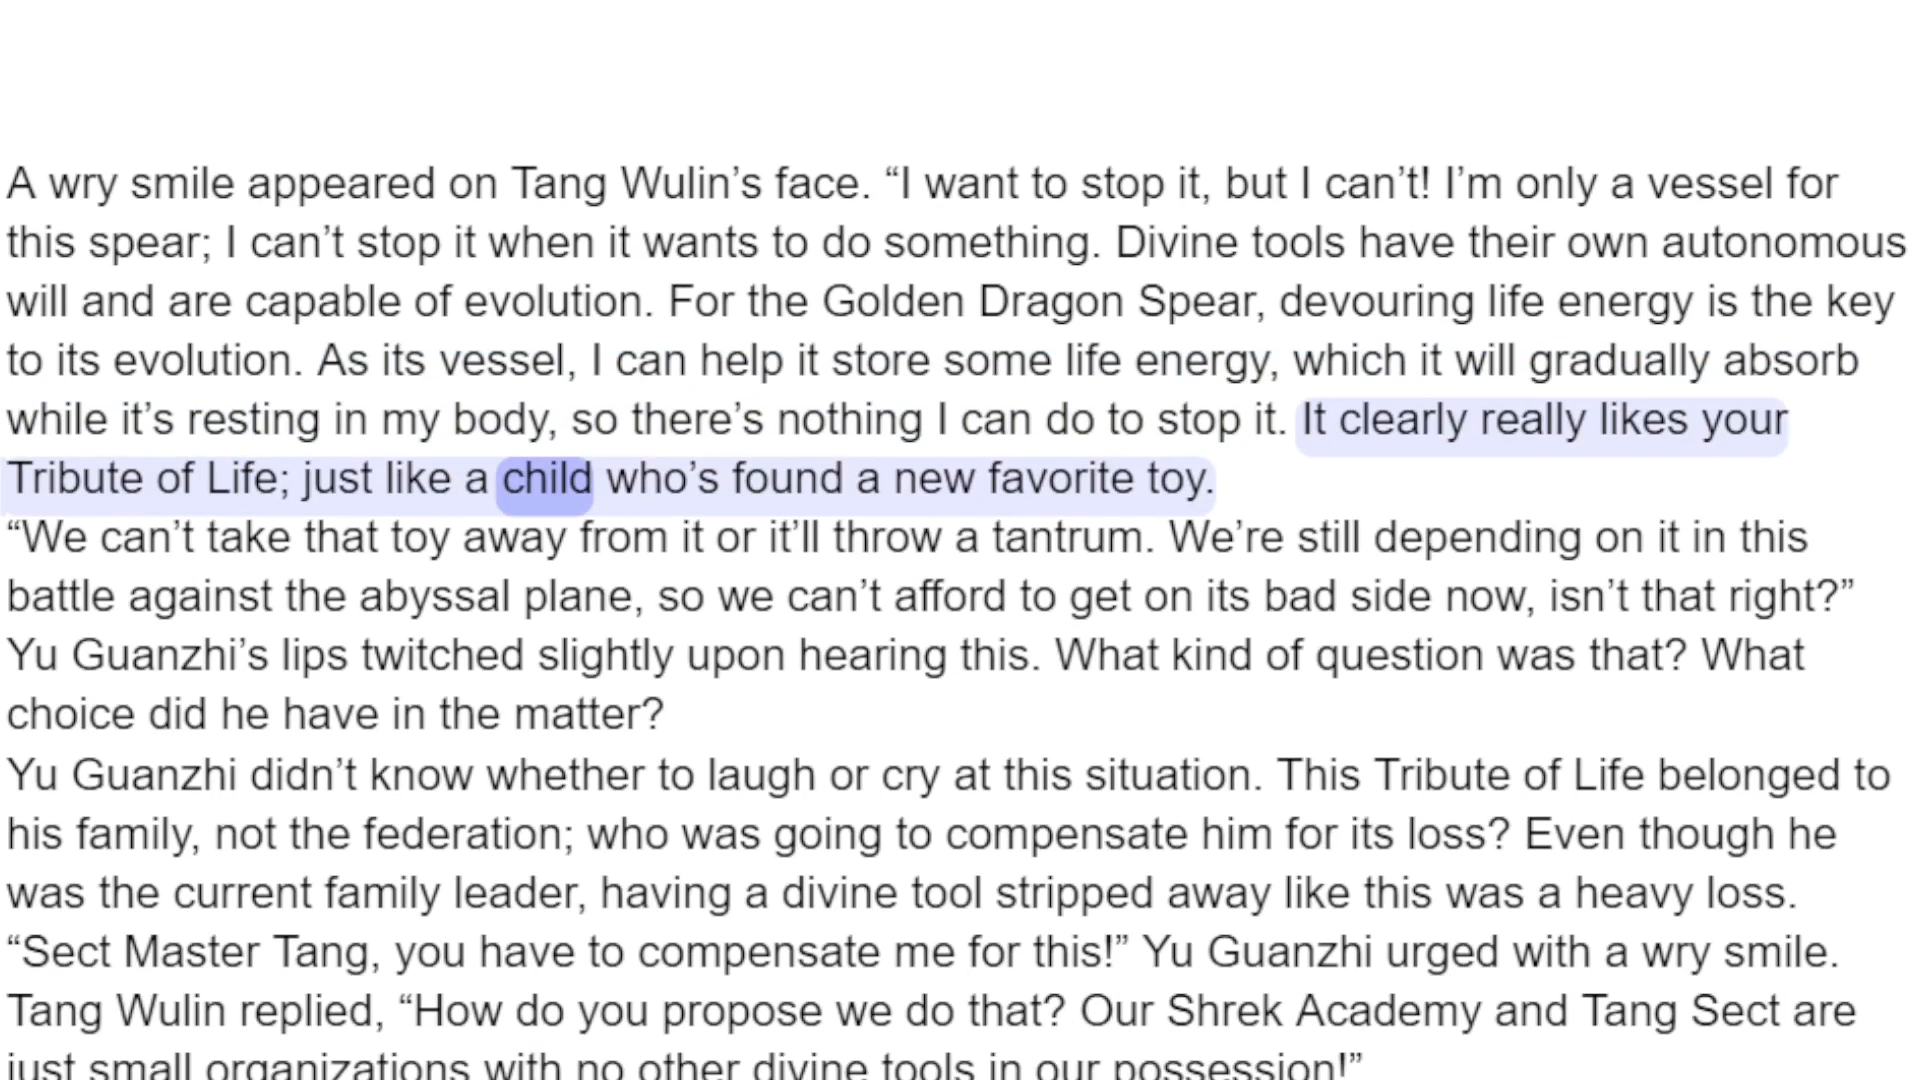 A wry smile appeared on Tang Wulin’s face. “I want to stop it, but I can’t! I’m only a vessel for
this spear; I can’t stop it when it wants to do something. Divine tools have their own autonomous
will and are capable of evolution. For the Golden Dragon Spear, devouring life energy is the key
to its evolution. As its vessel, I can help it store some life energy, which it will gradually absorb
while it’s resting in my body, so there’s nothing I can do to stop it. It clearly really likes your
Tribute of Life; just like a child who’s found a new favorite toy.
“We can’t take that toy away from it or it’ll throw a tantrum. We’re still depending on it in this
battle against the abyssal plane, so we can’t afford to get on its bad side now, isn’t that right?”
Yu Guanzhi’s lips twitched slightly upon hearing this. What kind of question was that? What
choice did he have in the matter?
Yu Guanzhi didn’t know whether to laugh or cry at this situation. This Tribute of Life belonged to
his family, not the federation; who was going to compensate him for its loss? Even though he
was the current family leader, having a divine tool stripped away like this was a heavy loss.
“Sect Master Tang, you have to compensate me for this!” Yu Guanzhi urged with a wry smile.
Tang Wulin replied, “How do you propose we do that? Our Shrek Academy and Tang Sect are
just small organizations with no other divine tools in our possession!”